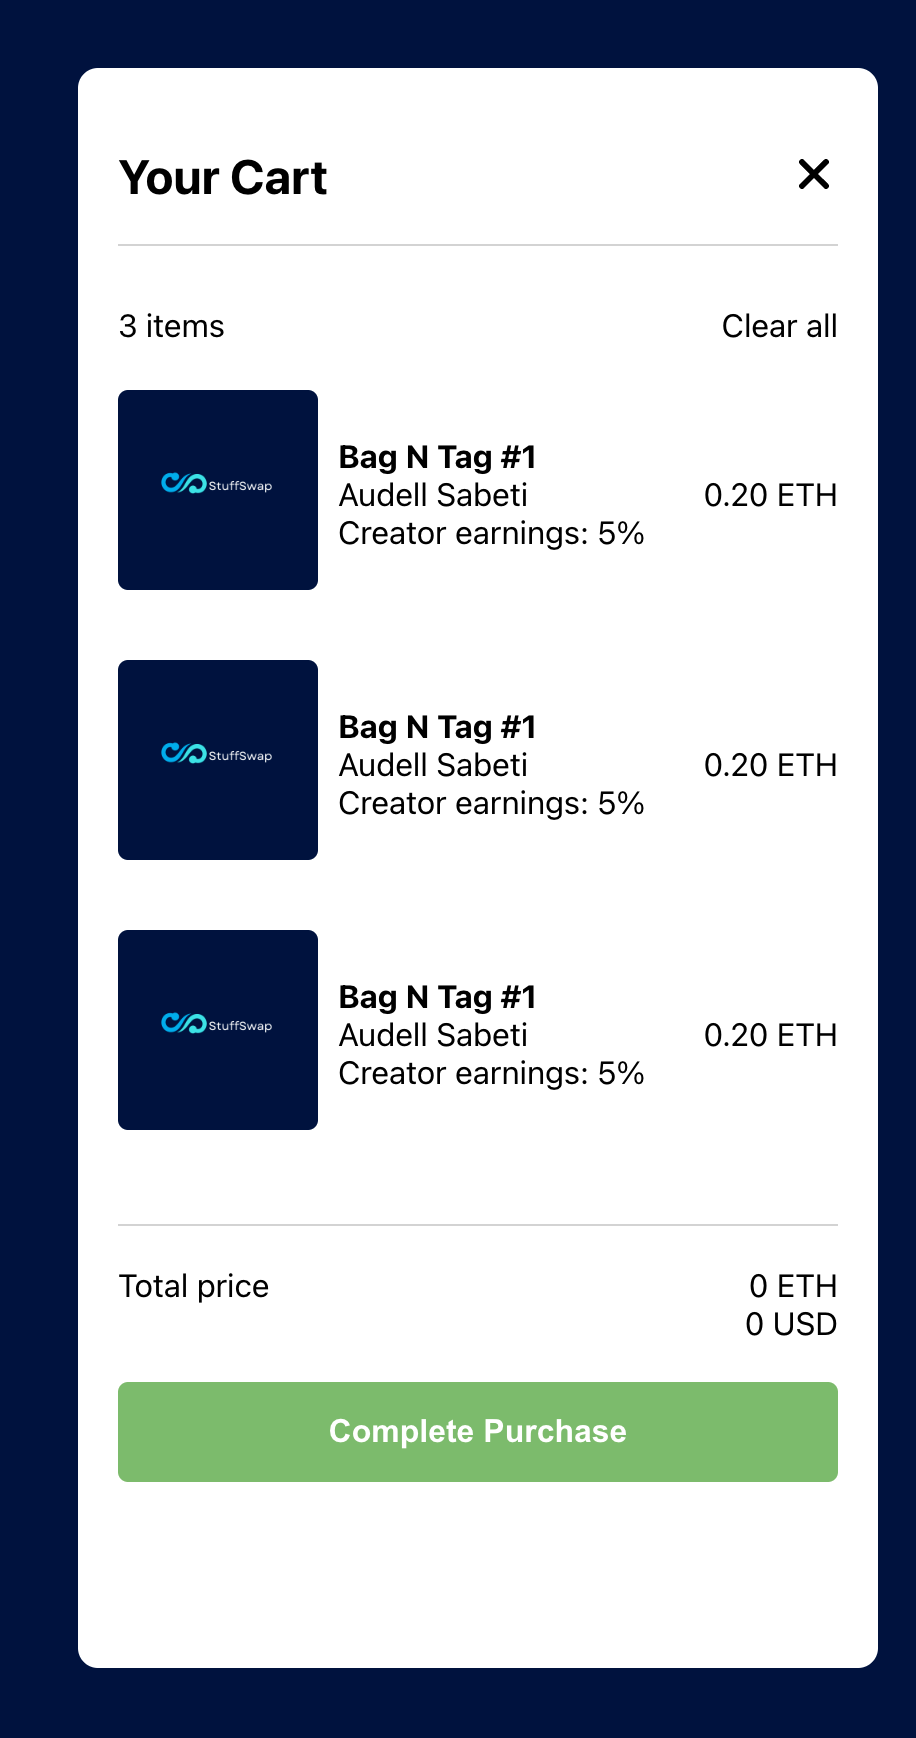 Your Cart
3 items Clear all
StuffSwap
Bag N Tag #1
Audell Sabeti 0.20 ETH
Creator earnings: 5%
StuffSwap
Bag N Tag #1
Audell Sabeti 0.20 ETH
Creator earnings: 5%
StuffSwap
Bag N Tag #1
Audell Sabeti 0.20 ETH
Creator earnings: 5%
Total price 0 ETH
0 USD
Complete Purchase